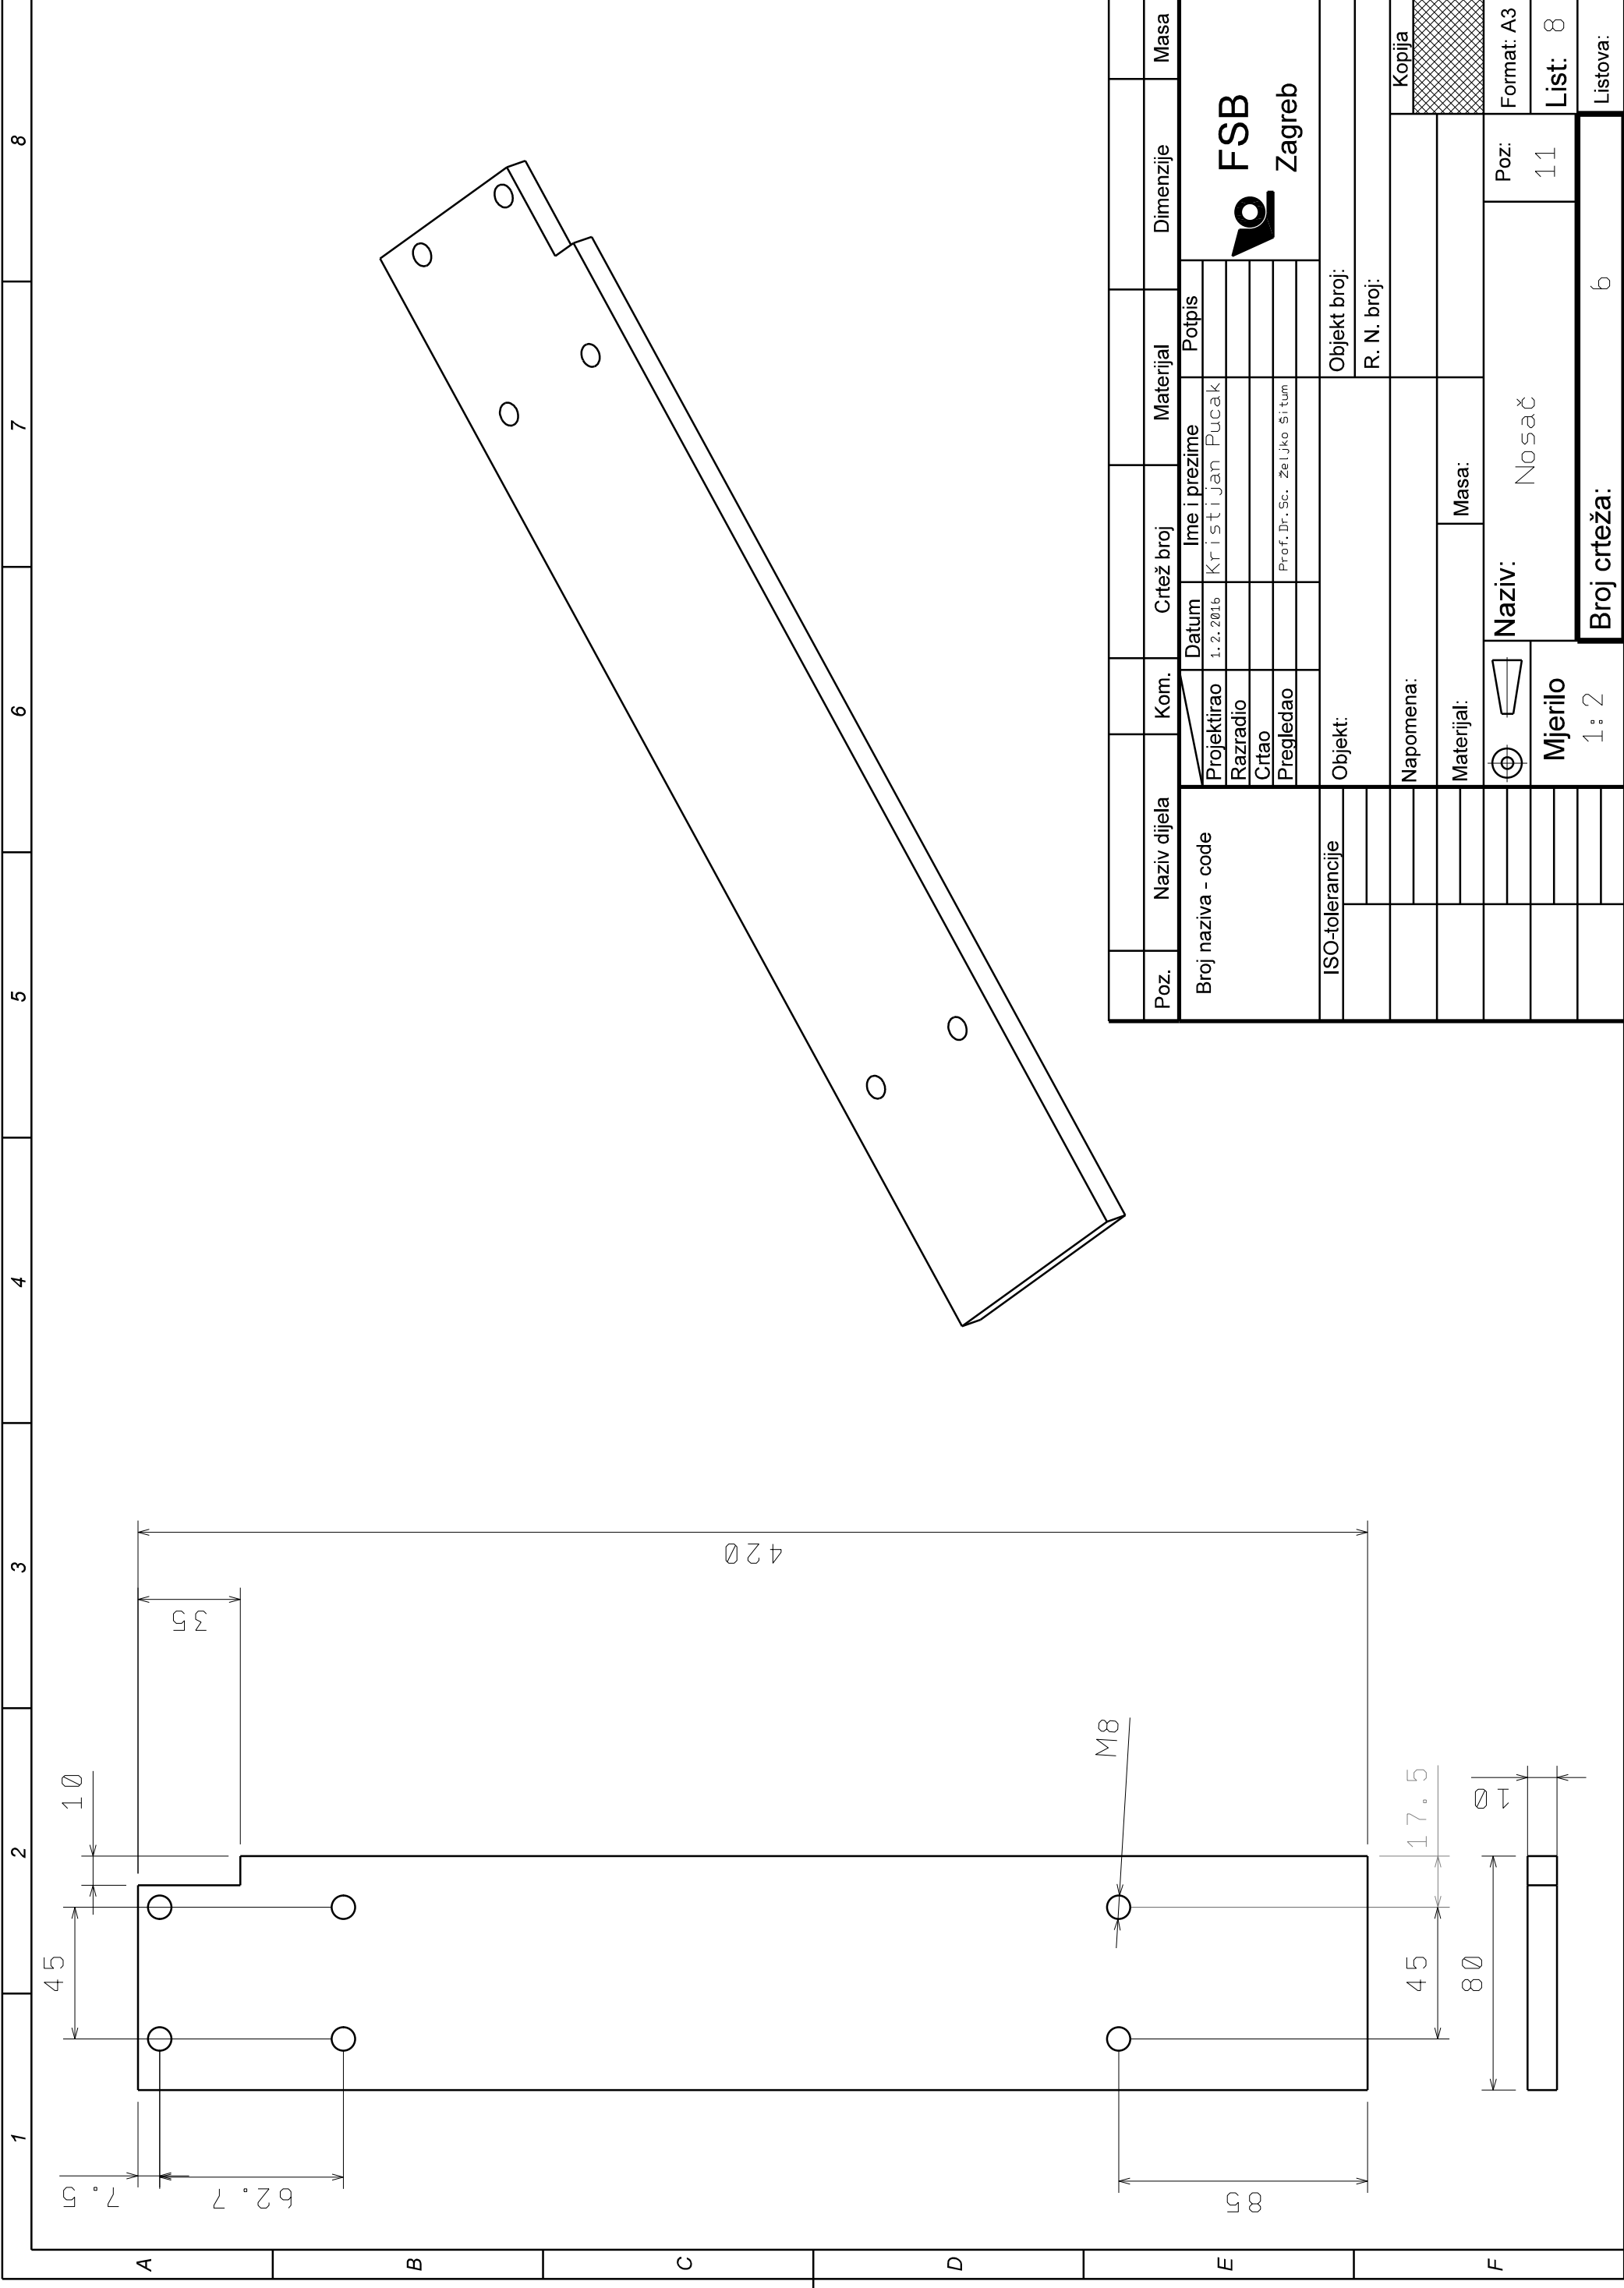 1 2 3 4 5 6 7 8
A
B
C
D
E
F
10
45
35
420
7.5
62.7
85
M8
17.5
45
80
10
Poz. Naziv dijela Kom. Crtež broj Materijal Dimenzije Masa
Broj naziva - code
Datum Ime i prezime Potpis
Projektirao 1.2.2016 Kristijan Pucak
Razradio
Crtao
Pregledao Prof.Dr.Sc. Željko Šitum
FSB
Zagreb
ISO-tolerancije
Objekt:
Objekt broj:
R. N. broj:
Napomena:
Kopija
Materijal:
Masa:
Naziv:
Nosač
Poz:
11
Format: A3
Mjerilo
1:2
List: 8
Broj crteža: 6
Listova: